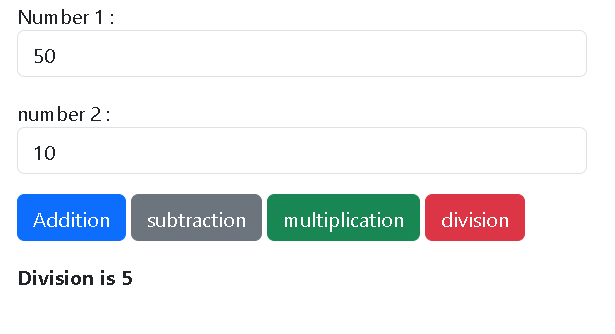 Number 1 :
50
number 2 :
10
Addition subtraction multiplication division
Division is 5